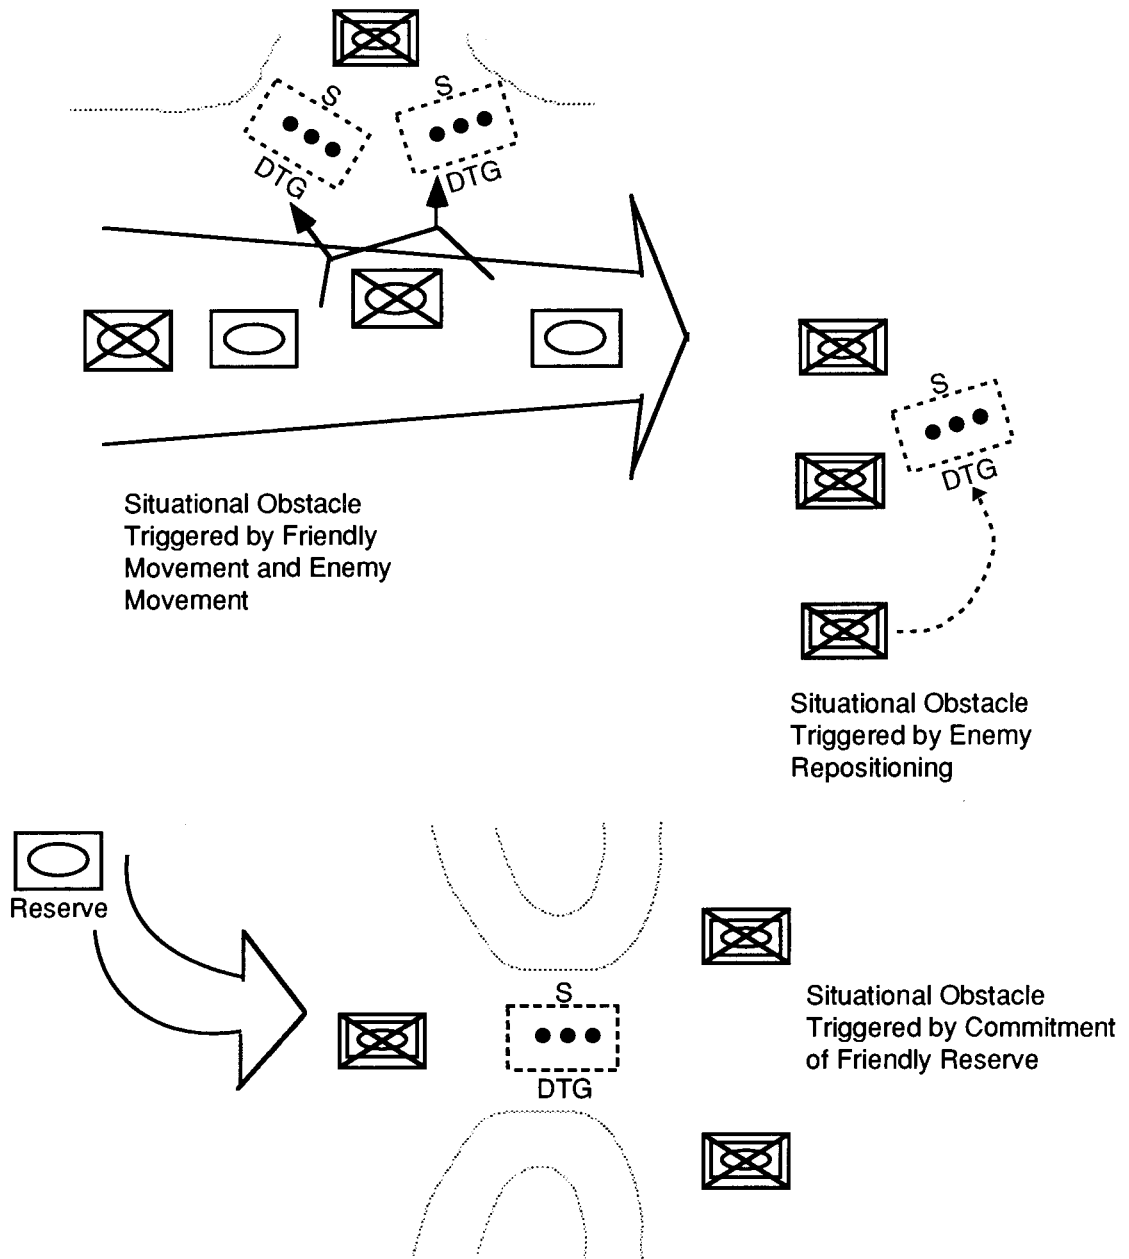 S
S
DTG
DTG
S
DTG
Situational Obstacle
Triggered by Friendly
Movement and Enemy
Movement
Situational Obstacle
Triggered by Enemy
Repositioning
Reserve
S
DTG
Situational Obstacle
Triggered by Commitment
of Friendly Reserve